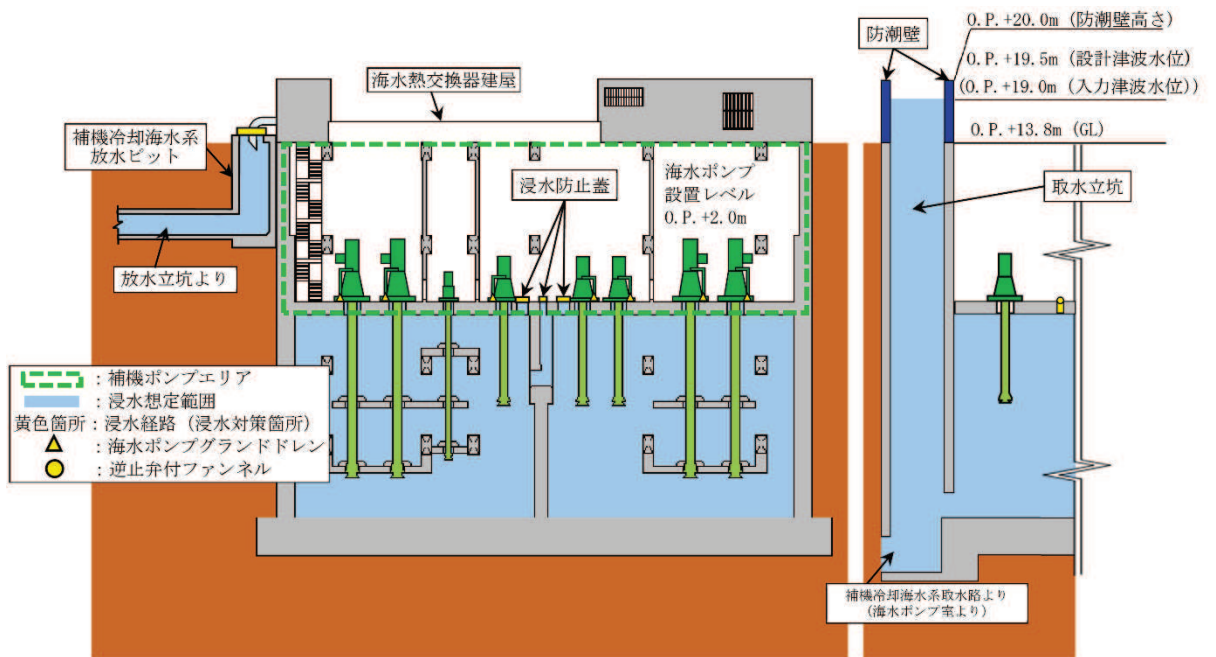 海水熱交換器建屋
補機冷却海水系
放水ピット
放水立坑より
浸水防止蓋
海水ポンプ
設置レベル
O.P.+2.0m
防潮壁
O.P.+20.0m (防潮壁高さ)
O.P.+19.5m (設計津波水位)
(O.P.+19.0m (入力津波水位))
O.P.+13.8m (GL)
取水立坑
補機冷却海水系取水路より
(海水ポンプ室より)
：補機ポンプエリア
：浸水想定範囲
黄色箇所：浸水経路 (浸水対策箇所)
：海水ポンプグランドドレン
：逆止弁付ファンネル